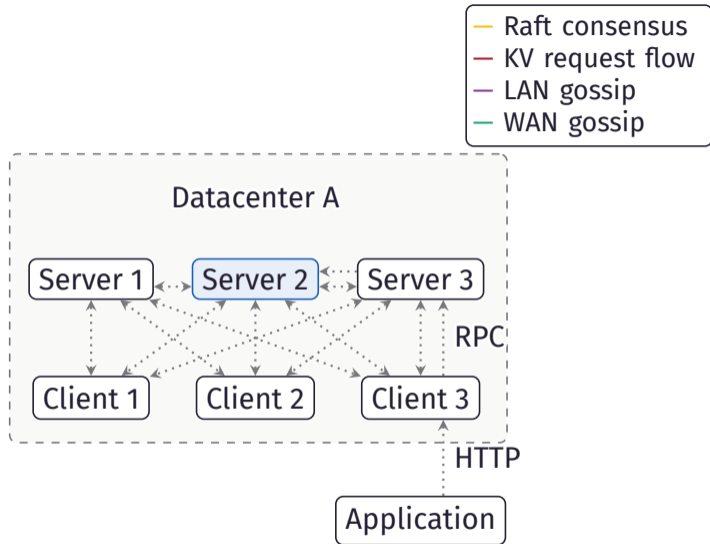 Raft consensus
KV request flow
LAN gossip
WAN gossip
Datacenter A
Server 1
Server 2
Server 3
RPC
Client 1
Client 2
Client 3
HTTP
Application